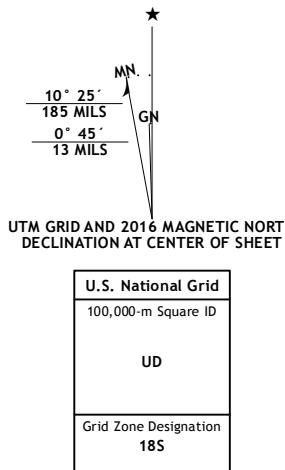 MN
GN
10° 25´
185 MILS
0° 45´
13 MILS
UTM GRID AND 2016 MAGNETIC NORT
DECLINATION AT CENTER OF SHEET
U.S. National Grid
100,000-m Square ID
UD
Grid Zone Designation
18S